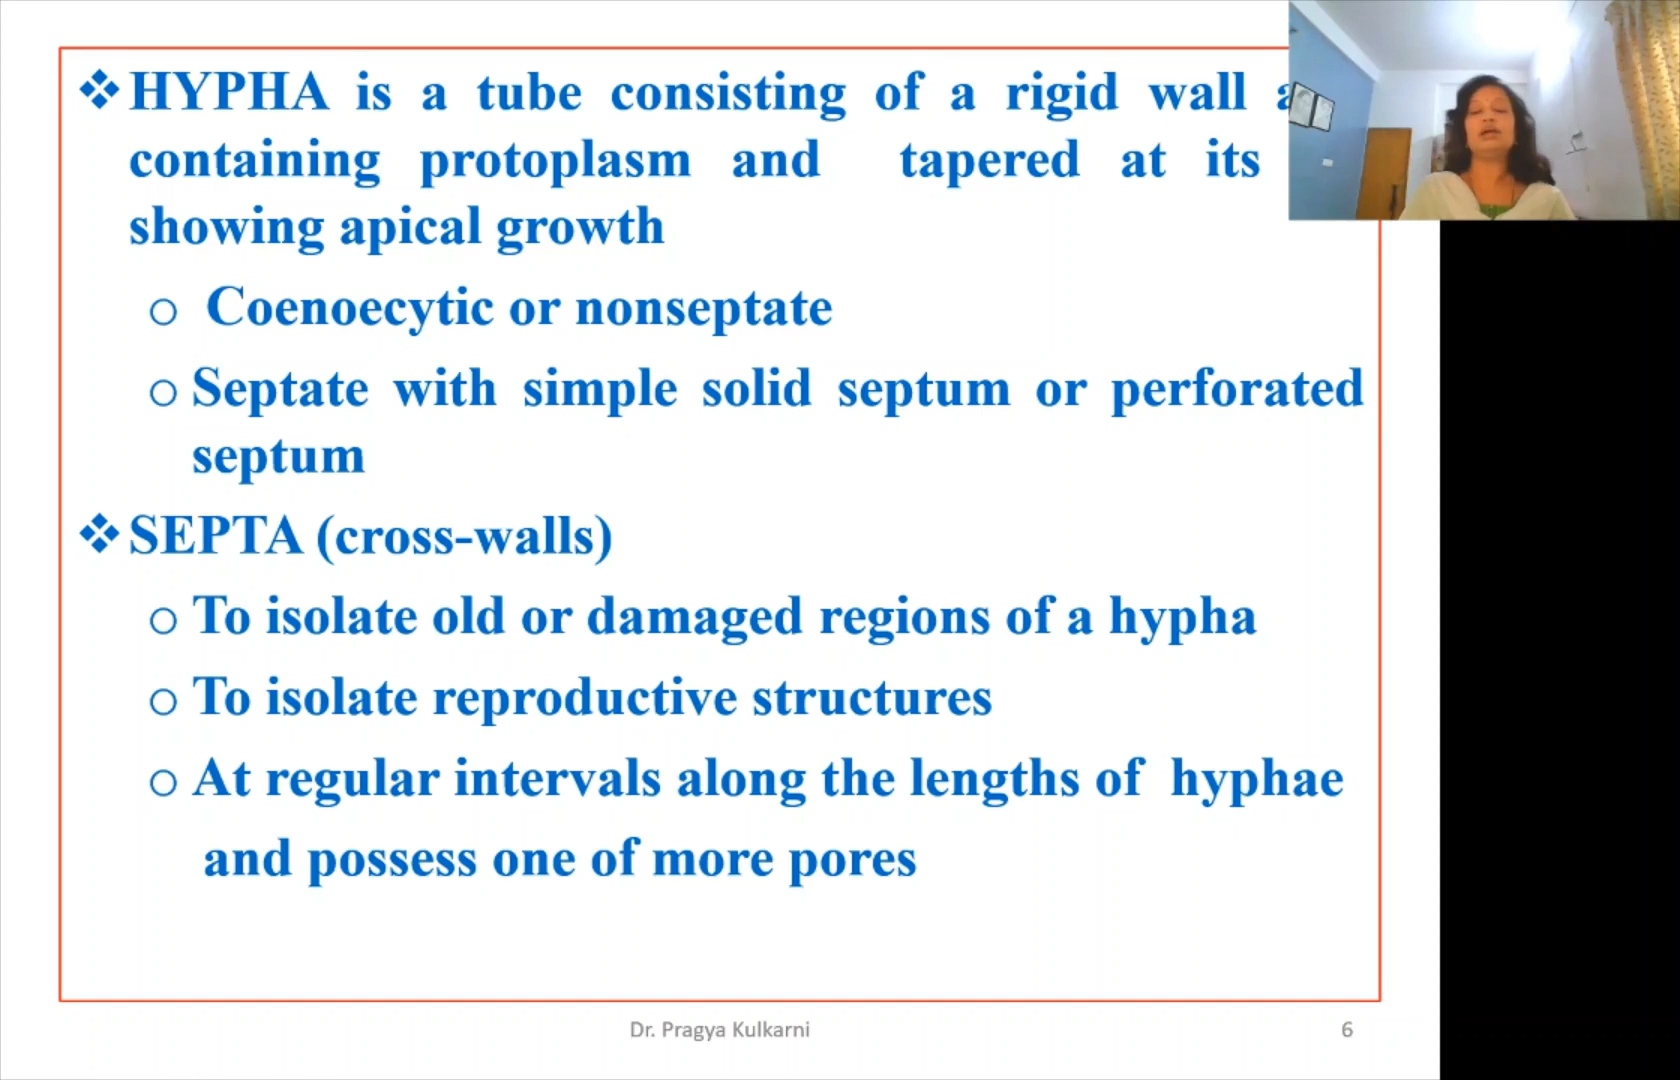 HYPHA is a tube consisting of a rigid wall
containing protoplasm and tapered at its
showing apical growth
Coenoecytic or nonseptate
Septate with simple solid septum or perforated
septum
SEPTA (cross-walls)
To isolate old or damaged regions of a hypha
To isolate reproductive structures
At regular intervals along the lengths of hyphae
and possess one of more pores
Dr. Pragya Kulkarni
6